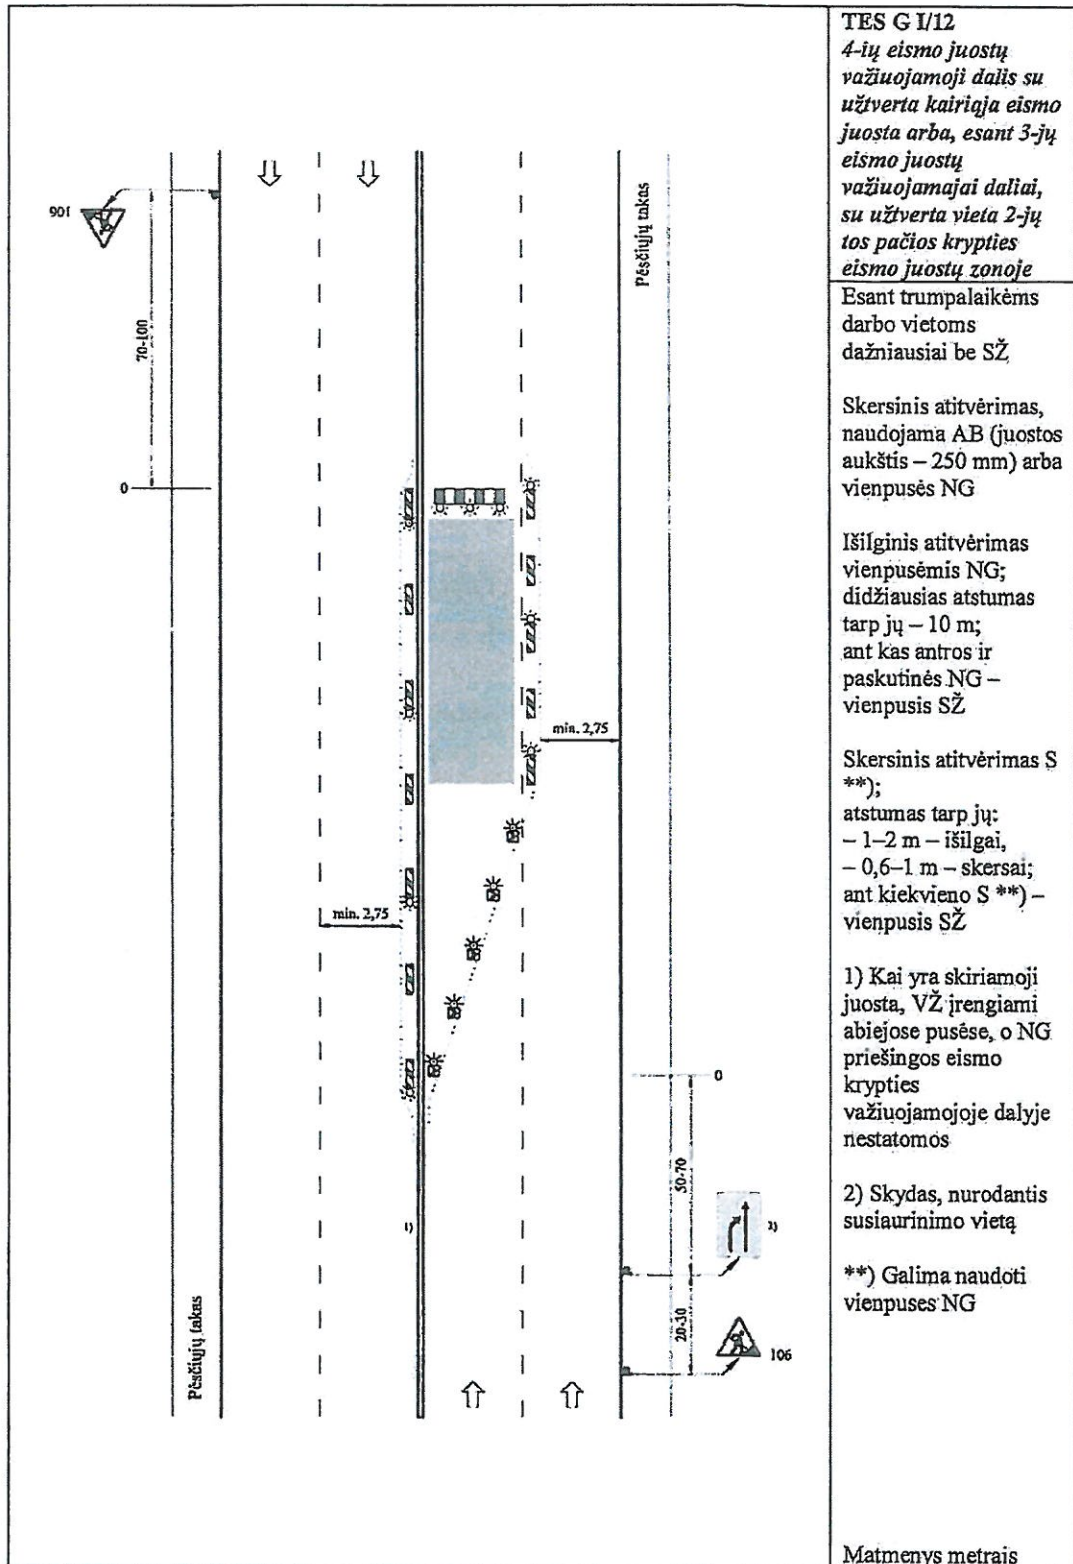 TES G I/12
4-ių eismo juostų
važiuojamoji dalis su
užtverta kairiąja eismo
juosta arba, esant 3-jų
eismo juostų
važiuojamajai daliai,
su užtverta vieta 2-jų
tos pačios krypties
eismo juostų zonoje
Esant trumpalaikėms
darbo vietoms
dažniausiai be SŽ
Skersinis atitvėrimas,
naudojama AB (juostos
aukštis – 250 mm) arba
vienpusės NG
Išilginis atitvėrimas
vienpusėmis NG;
didžiausias atstumas
tarp jų – 10 m;
ant kas antros ir
paskutinės NG –
vienpusis SŽ
Skersinis atitvėrimas S
**);
atstumas tarp jų:
– 1–2 m – išilgai,
– 0,6–1 m – skersai;
ant kiekvieno S **) –
vienpusis SŽ
1) Kai yra skiriamoji
juosta, VŽ įrengiami
abiejose pusėse, o NG
priešingos eismo
krypties
važiuojamojoje dalyje
nestatomos
2) Skydas, nurodantis
susiaurinimo vietą
**) Galima naudoti
vienpuses NG
Matmenys metrais
106
70-100
0
Pėsčiųjų takas
min. 2,75
min. 2,75
0
50-70
1)
2)
20-30
106
Pėsčiųjų takas